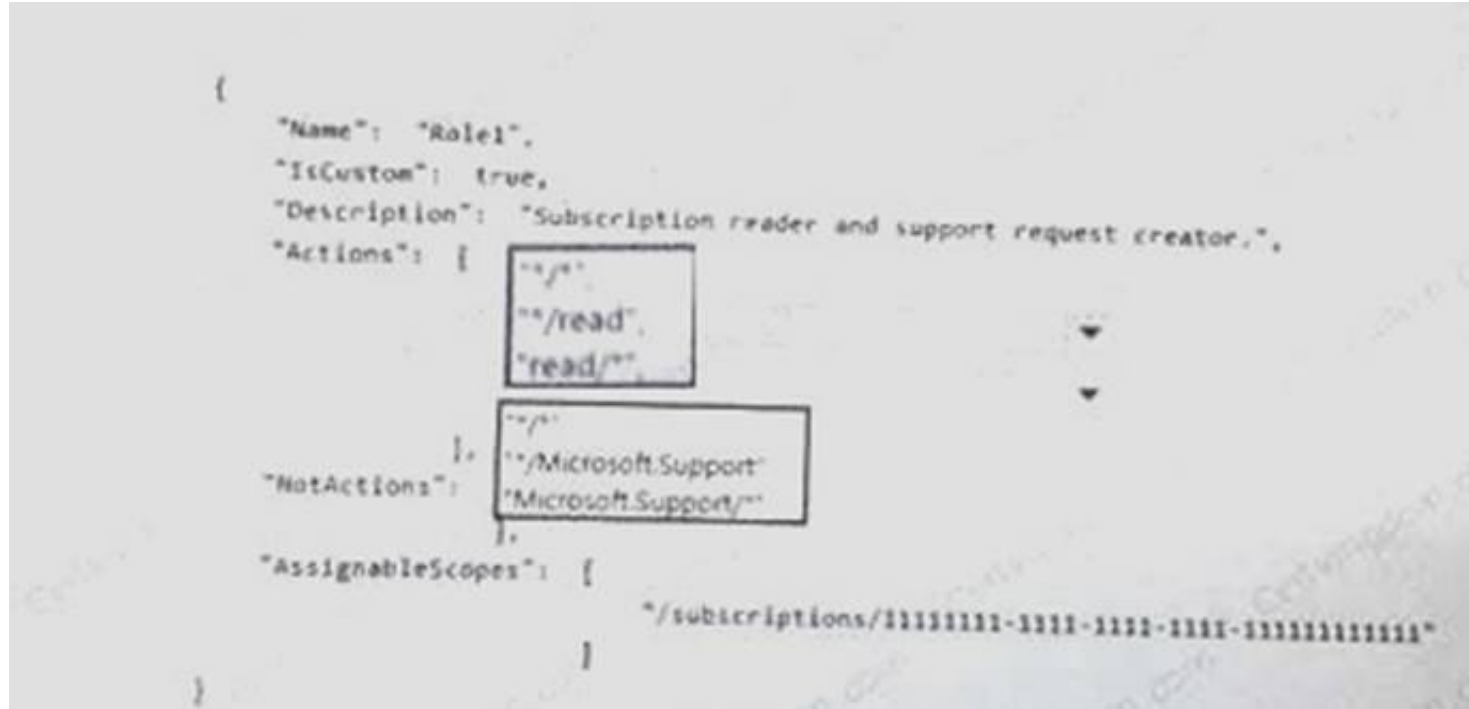 {
"Name": "Role1",
"IsCustom": true,
"Description": "Subscription reader and support request creator.",
"Actions": [
"*/*",
"*/read",
"read/*",
"*/*"
],
"*/Microsoft.Support"
"NotActions":
"Microsoft.Support/*"
],
"AssignableScopes": [
"/subscriptions/11111111-1111-1111-1111-111111111111"
]
}